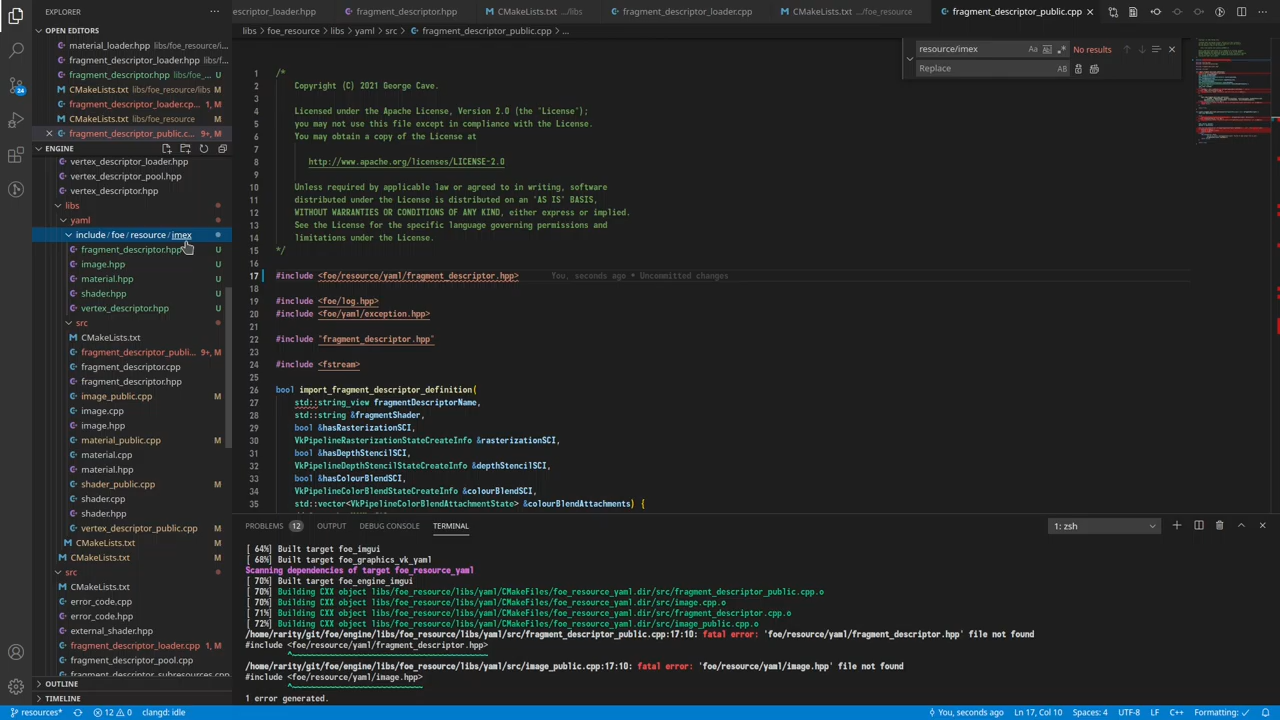 EXPLORER
OPEN EDITORS
material_loader.hpp libs/foe_resource/i...
fragment_descriptor_loader.hpp libs...
fragment_descriptor.hpp libs/foe_...
CMakeLists.txt libs/foe_resource/libs
fragment_descriptor_loader.cp... 1, M
CMakeLists.txt libs/foe_resource
fragment_descriptor_public.c... 9+, M
ENGINE
vertex_descriptor_loader.hpp
vertex_descriptor_pool.hpp
vertex_descriptor.hpp
libs
yaml
include / foe / resource / imex
fragment_descriptor.hpp U
image.hpp U
material.hpp U
shader.hpp U
vertex_descriptor.hpp U
src
CMakeLists.txt
fragment_descriptor_publi... 9+, M
fragment_descriptor.cpp
fragment_descriptor.hpp
image_public.cpp M
image.cpp
image.hpp
material_public.cpp M
material.cpp
material.hpp
shader_public.cpp M
shader.cpp
shader.hpp
vertex_descriptor_public.cpp M
CMakeLists.txt
CMakeLists.txt
src
CMakeLists.txt
error_code.cpp
error_code.hpp
external_shader.hpp
fragment_descriptor_loader.cpp 1, M
fragment_descriptor_pool.cpp
fragment_descriptor_subresources.cpp
OUTLINE
TIMELINE
24
descriptor_loader.hpp
fragment_descriptor.hpp
CMakeLists.txt .../libs
fragment_descriptor_loader.cpp
CMakeLists.txt .../foe_resource
fragment_descriptor_public.cpp
libs > foe_resource > libs > yaml > src > fragment_descriptor_public.cpp > ...
resource/imex Aa No results
Replace AB
1 /*
2 Copyright (C) 2021 George Cave.
3
4 Licensed under the Apache License, Version 2.0 (the 'License');
5 you may not use this file except in compliance with the License.
6 You may obtain a copy of the License at
7
8 http://www.apache.org/licenses/LICENSE-2.0
9
10 Unless required by applicable law or agreed to in writing, software
11 distributed under the License is distributed on an 'AS IS' BASIS,
12 WITHOUT WARRANTIES OR CONDITIONS OF ANY KIND, either express or implied.
13 See the License for the specific language governing permissions and
14 limitations under the License.
15 */
16
17 #include <foe/resource/yaml/fragment_descriptor.hpp> You, seconds ago • Uncommitted changes
18
19 #include <foe/log.hpp>
20 #include <foe/yaml/exception.hpp>
21
22 #include "fragment_descriptor.hpp"
23
24 #include <fstream>
25
26 bool import_fragment_descriptor_definition(
27 std::string_view fragmentDescriptorName,
28 std::string &fragmentShader,
29 bool &hasRasterizationSCI,
30 VkPipelineRasterizationStateCreateInfo &rasterizationSCI,
31 bool &hasDepthStencilSCI,
32 VkPipelineDepthStencilStateCreateInfo &depthStencilSCI,
33 bool &hasColourBlendSCI,
34 VkPipelineColorBlendStateCreateInfo &colourBlendSCI,
35 std::vector<VkPipelineColorBlendAttachmentState> &colourBlendAttachments) {
PROBLEMS 12 OUTPUT DEBUG CONSOLE TERMINAL 1: zsh
[ 64%] Built target foe_imgui
[ 68%] Built target foe_graphics_vk_yaml
Scanning dependencies of target foe_resource_yaml
[ 70%] Built target foe_engine_imgui
[ 70%] Building CXX object libs/foe_resource/libs/yaml/CMakeFiles/foe_resource_yaml.dir/src/fragment_descriptor_public.cpp.o
[ 70%] Building CXX object libs/foe_resource/libs/yaml/CMakeFiles/foe_resource_yaml.dir/src/image.cpp.o
[ 71%] Building CXX object libs/foe_resource/libs/yaml/CMakeFiles/foe_resource_yaml.dir/src/fragment_descriptor.cpp.o
[ 72%] Building CXX object libs/foe_resource/libs/yaml/CMakeFiles/foe_resource_yaml.dir/src/image_public.cpp.o
/home/rarity/git/foe/engine/libs/foe_resource/libs/yaml/src/fragment_descriptor_public.cpp:17:10: fatal error: 'foe/resource/yaml/fragment_descriptor.hpp' file not found
#include <foe/resource/yaml/fragment_descriptor.hpp>
^~~~~~~~~~~~~~~~~~~~~~~~~~~~~~~~~~~~~~~~~~~
/home/rarity/git/foe/engine/libs/foe_resource/libs/yaml/src/image_public.cpp:17:10: fatal error: 'foe/resource/yaml/image.hpp' file not found
#include <foe/resource/yaml/image.hpp>
^~~~~~~~~~~~~~~~~~~~~~~~~~~~~
1 error generated.
resources* 12 0 clangd: idle You, seconds ago Ln 17, Col 10 Spaces: 4 UTF-8 LF C++ Formatting: ✓